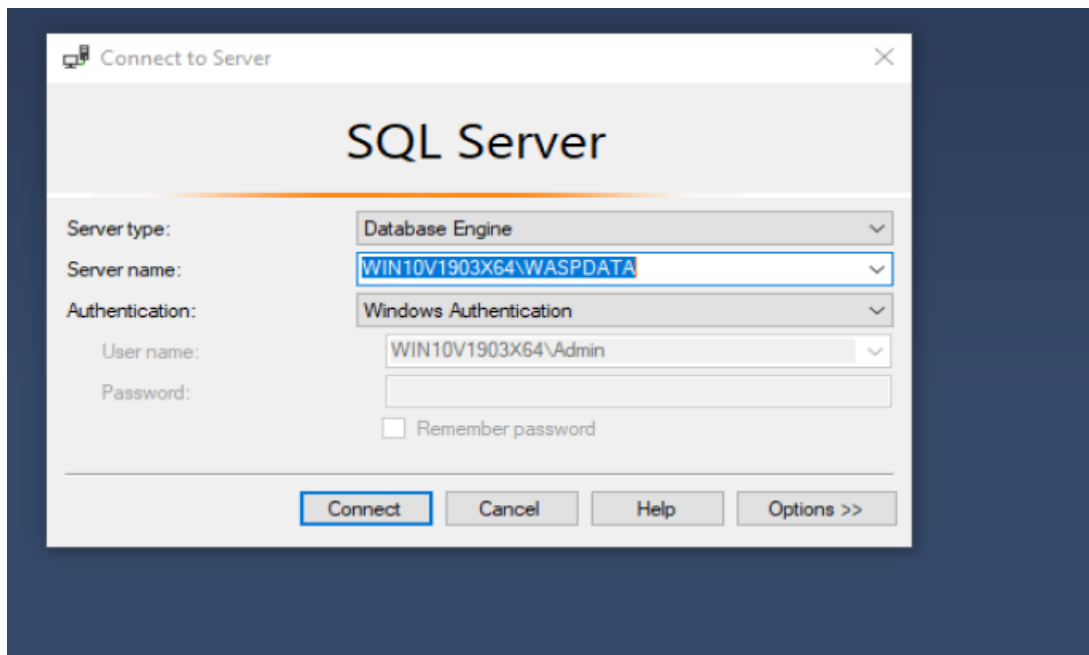 Connect to Server
SQL Server
Server type: Database Engine
Server name: WIN10V1903X64\WASPDATA
Authentication: Windows Authentication
User name: WIN10V1903X64\Admin
Password:
Remember password
Connect Cancel Help Options >>